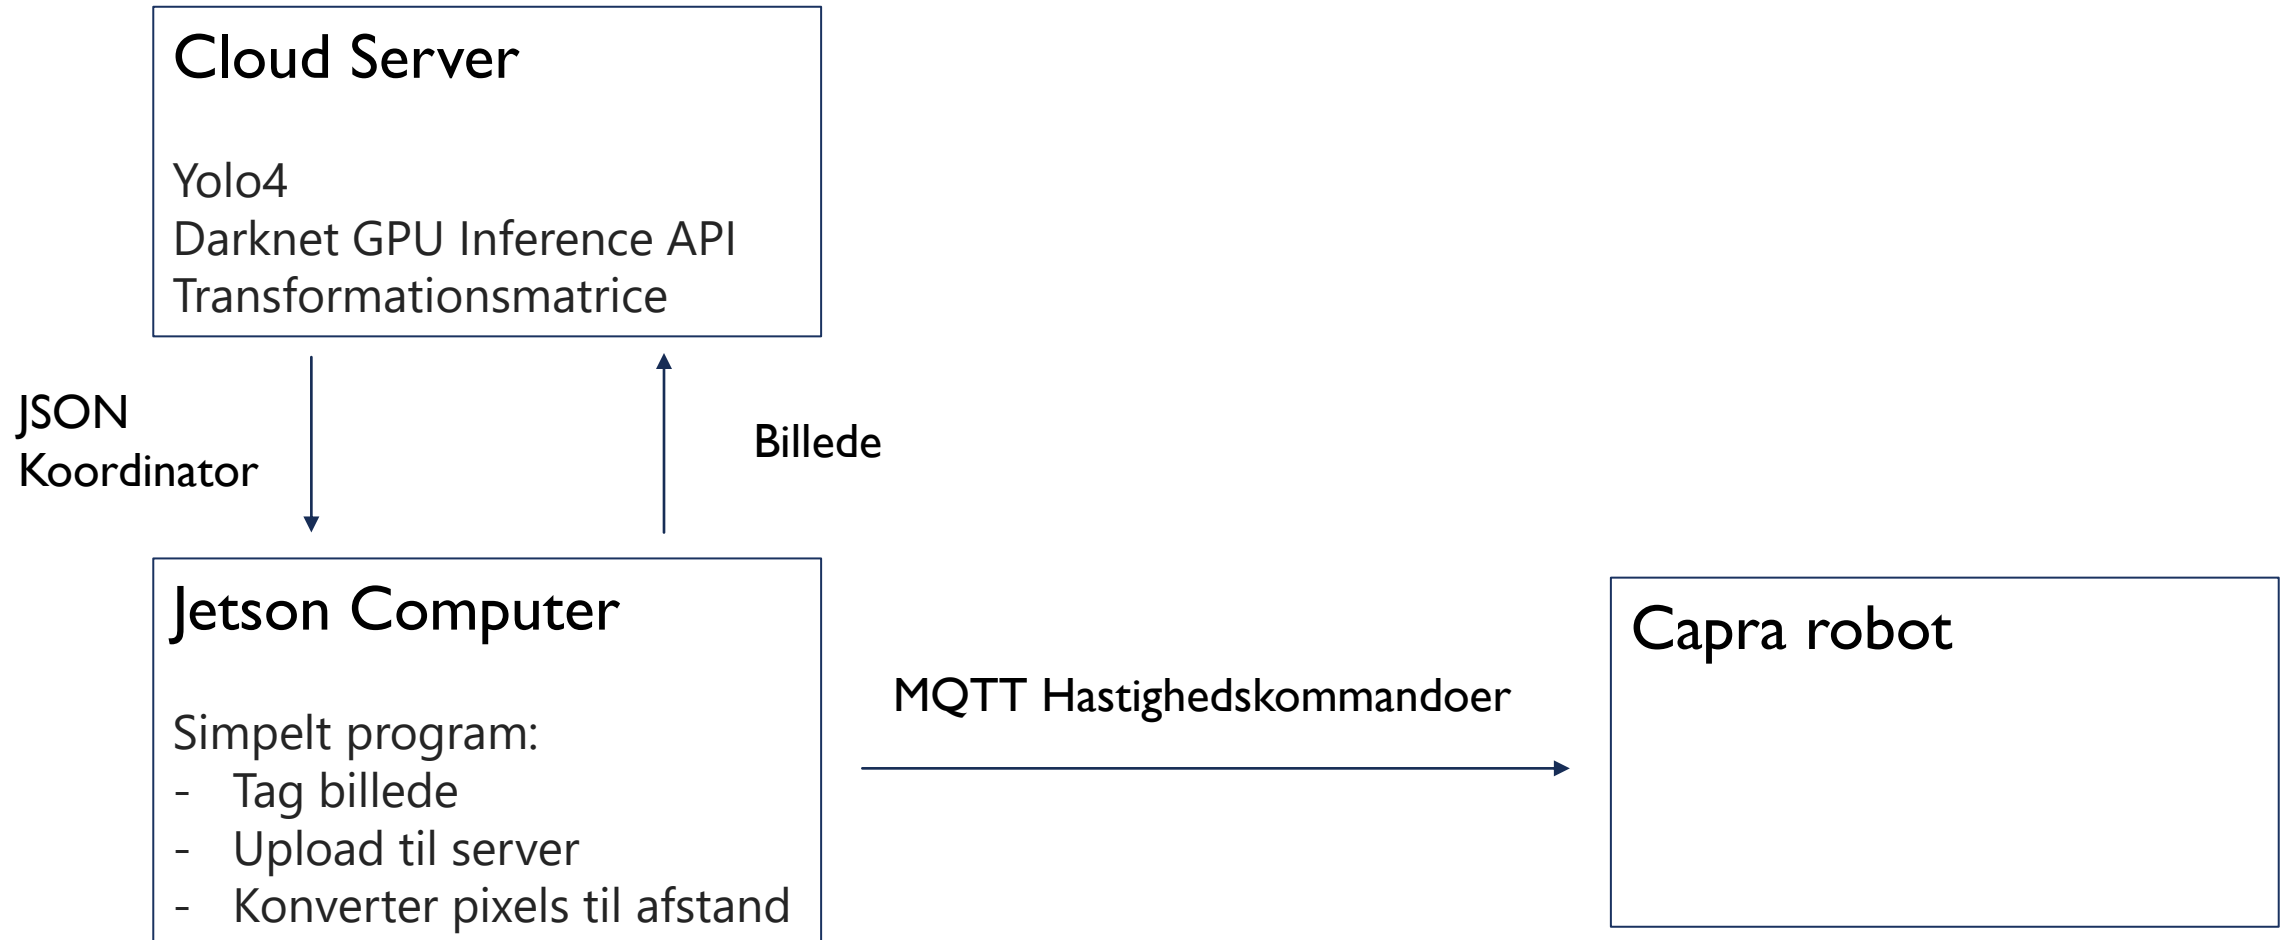 Cloud Server
Yolo4
Darknet GPU Inference API
Transformationsmatrice
JSON
Koordinator
Billede
Jetson Computer
Simpelt program:
- Tag billede
- Upload til server
- Konverter pixels til afstand
MQTT Hastighedskommandoer
Capra robot